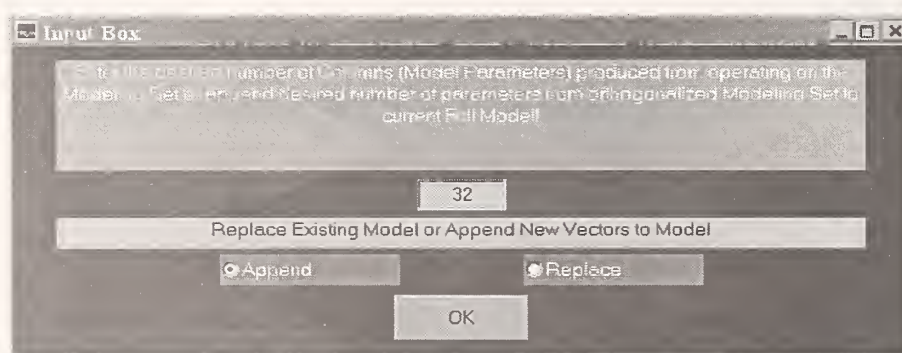 Input Box
the desired number of Columns (Model Parameters) produced from operating on the
Modeling Set to append desired number of parameters from orthogonalized Modeling Set to
current Full Model!
32
Replace Existing Model or Append New Vectors to Model
Append Replace
OK